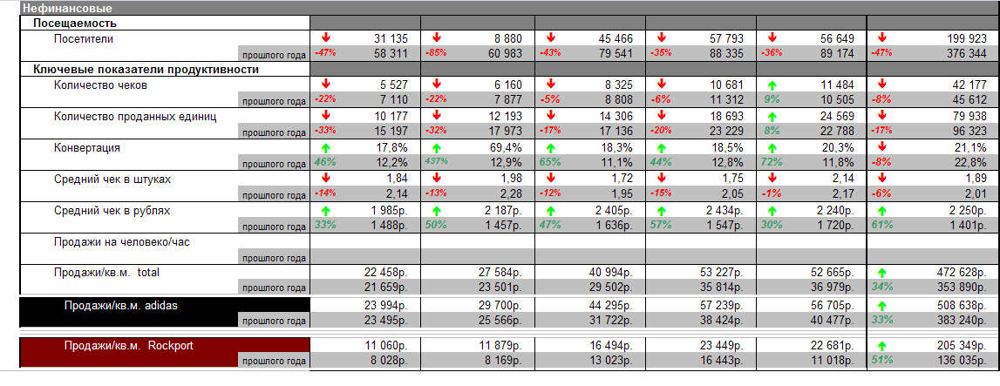 Нефинансовые
Посещаемость
Посетители 31 135 8 880 45 466 57 793 56 649 199 923
прошлого года -47% 58 311 -85% 60 983 -43% 79 541 -35% 88 335 -36% 89 174 -47% 376 344
Ключевые показатели продуктивности
Количество чеков 5 527 6 160 8 325 10 681 11 484 42 177
прошлого года -22% 7 110 -22% 7 877 -5% 8 808 -6% 11 312 9% 10 505 -8% 45 612
Количество проданных единиц 10 177 12 193 14 306 18 693 24 569 79 938
прошлого года -33% 15 197 -32% 17 973 -17% 17 136 -20% 23 229 8% 22 788 -17% 96 323
Конвертация 17,8% 69,4% 18,3% 18,5% 20,3% 21,1%
прошлого года 46% 12,2% 437% 12,9% 65% 11,1% 44% 12,8% 72% 11,8% -8% 22,8%
Средний чек в штуках 1,84 1,98 1,72 1,75 2,14 1,89
прошлого года -14% 2,14 -13% 2,28 -12% 1,95 -15% 2,05 -1% 2,17 -6% 2,01
Средний чек в рублях 1 985р. 2 187р. 2 405р. 2 434р. 2 240р. 2 250р.
прошлого года 33% 1 488р. 50% 1 457р. 47% 1 636р. 57% 1 547р. 30% 1 720р. 61% 1 401р.
Продажи на человеко/час
прошлого года
Продажи/кв.м. total 22 458р. 27 584р. 40 994р. 53 227р. 52 665р. 472 628р.
прошлого года 21 659р. 23 501р. 29 502р. 35 814р. 36 979р. 34% 353 890р.
Продажи/кв.м. adidas 23 994р. 29 700р. 44 295р. 57 239р. 56 705р. 508 638р.
прошлого года 23 495р. 25 566р. 31 722р. 38 424р. 40 477р. 33% 383 240р.
Продажи/кв.м. Rockport 11 060р. 11 879р. 16 494р. 23 449р. 22 681р. 205 349р.
прошлого года 8 028р. 8 169р. 13 023р. 16 443р. 11 018р. 51% 136 035р.